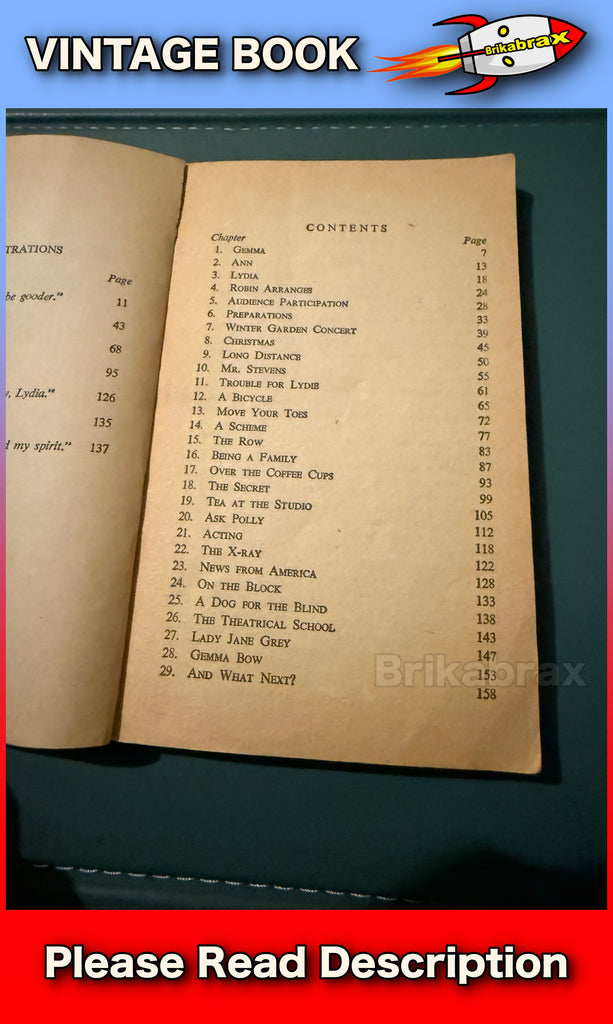 VINTAGE BOOK
Brikabrax
TRATIONS
Page
be gooder." 11
43
68
95
, Lydia." 126
135
my spirit." 137
CONTENTS
Chapter Page
1. GEMMA 7
2. ANN 13
3. LYDIA 18
4. ROBIN ARRANGES 24
5. AUDIENCE PARTICIPATION 28
6. PREPARATIONS 33
7. WINTER GARDEN CONCERT 39
8. CHRISTMAS 45
9. LONG DISTANCE 50
10. MR. STEVENS 55
11. TROUBLE FOR LYDIE 61
12. A BICYCLE 65
13. MOVE YOUR TOES 72
14. A SCHEME 77
15. THE ROW 83
16. BEING A FAMILY 87
17. OVER THE COFFEE CUPS 93
18. THE SECRET 99
19. TEA AT THE STUDIO 105
20. ASK POLLY 112
21. ACTING 118
22. THE X-RAY 122
23. NEWS FROM AMERICA 128
24. ON THE BLOCK 133
25. A DOG FOR THE BLIND 138
26. THE THEATRICAL SCHOOL 143
27. LADY JANE GREY 147
28. GEMMA BOW 153
29. AND WHAT NEXT? 158
Brikabrax
Please Read Description